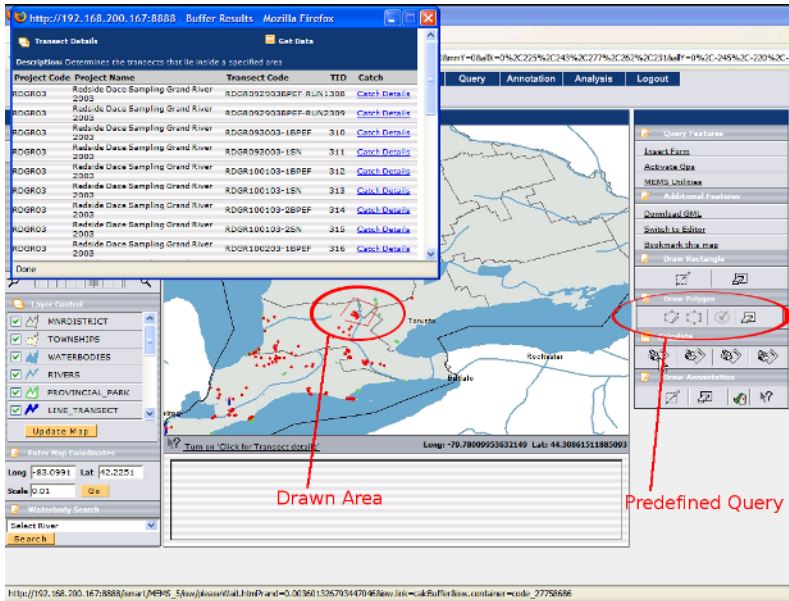 http://192.168.200.167:8888 - Buffer Results - Mozilla Firefox
Transect Details Get Data
Description: Determines the transects that lie inside a specified area
Project Code Project Name Transect Code TID Catch
RDGR03 Redside Dace Sampling Grand River 2003 RDGR092903BPEF-RUN1 308 Catch Details
RDGR03 Redside Dace Sampling Grand River 2003 RDGR092903BPEF-RUN2 309 Catch Details
RDGR03 Redside Dace Sampling Grand River 2003 RDGR093003-1BPEF 310 Catch Details
RDGR03 Redside Dace Sampling Grand River 2003 RDGR093003-1SN 311 Catch Details
RDGR03 Redside Dace Sampling Grand River 2003 RDGR100103-1BPEF 312 Catch Details
RDGR03 Redside Dace Sampling Grand River 2003 RDGR100103-1SN 313 Catch Details
RDGR03 Redside Dace Sampling Grand River 2003 RDGR100103-2BPEF 314 Catch Details
RDGR03 Redside Dace Sampling Grand River 2003 RDGR100103-2SN 315 Catch Details
RDGR03 Redside Dace Sampling Grand River 2003 RDGR100203-1BPEF 316 Catch Details
Done
Query Annotation Analysis Logout
Query Features
Insert Form
Activate Gps
MEMS Utilities
Additional Features
Download GML
Switch to Editor
Bookmark this map
Draw Rectangle
Draw Polygon
Calculate
Draw Annotation
Layer Control
MNRDISTRICT
TOWNSHIPS
WATERBODIES
RIVERS
PROVINCIAL_PARK
LINE_TRANSECT
Update Map
Enter Map Coordinates
Long -83.0991 Lat 42.2251
Scale 0.01 Go
Waterbody Search
Select River
Search
Toronto
Rochester
Buffalo
Turn on 'Click for Transect details'
Long: -79.78009953632149 Lat: 44.30861511885093
Drawn Area
Predefined Query